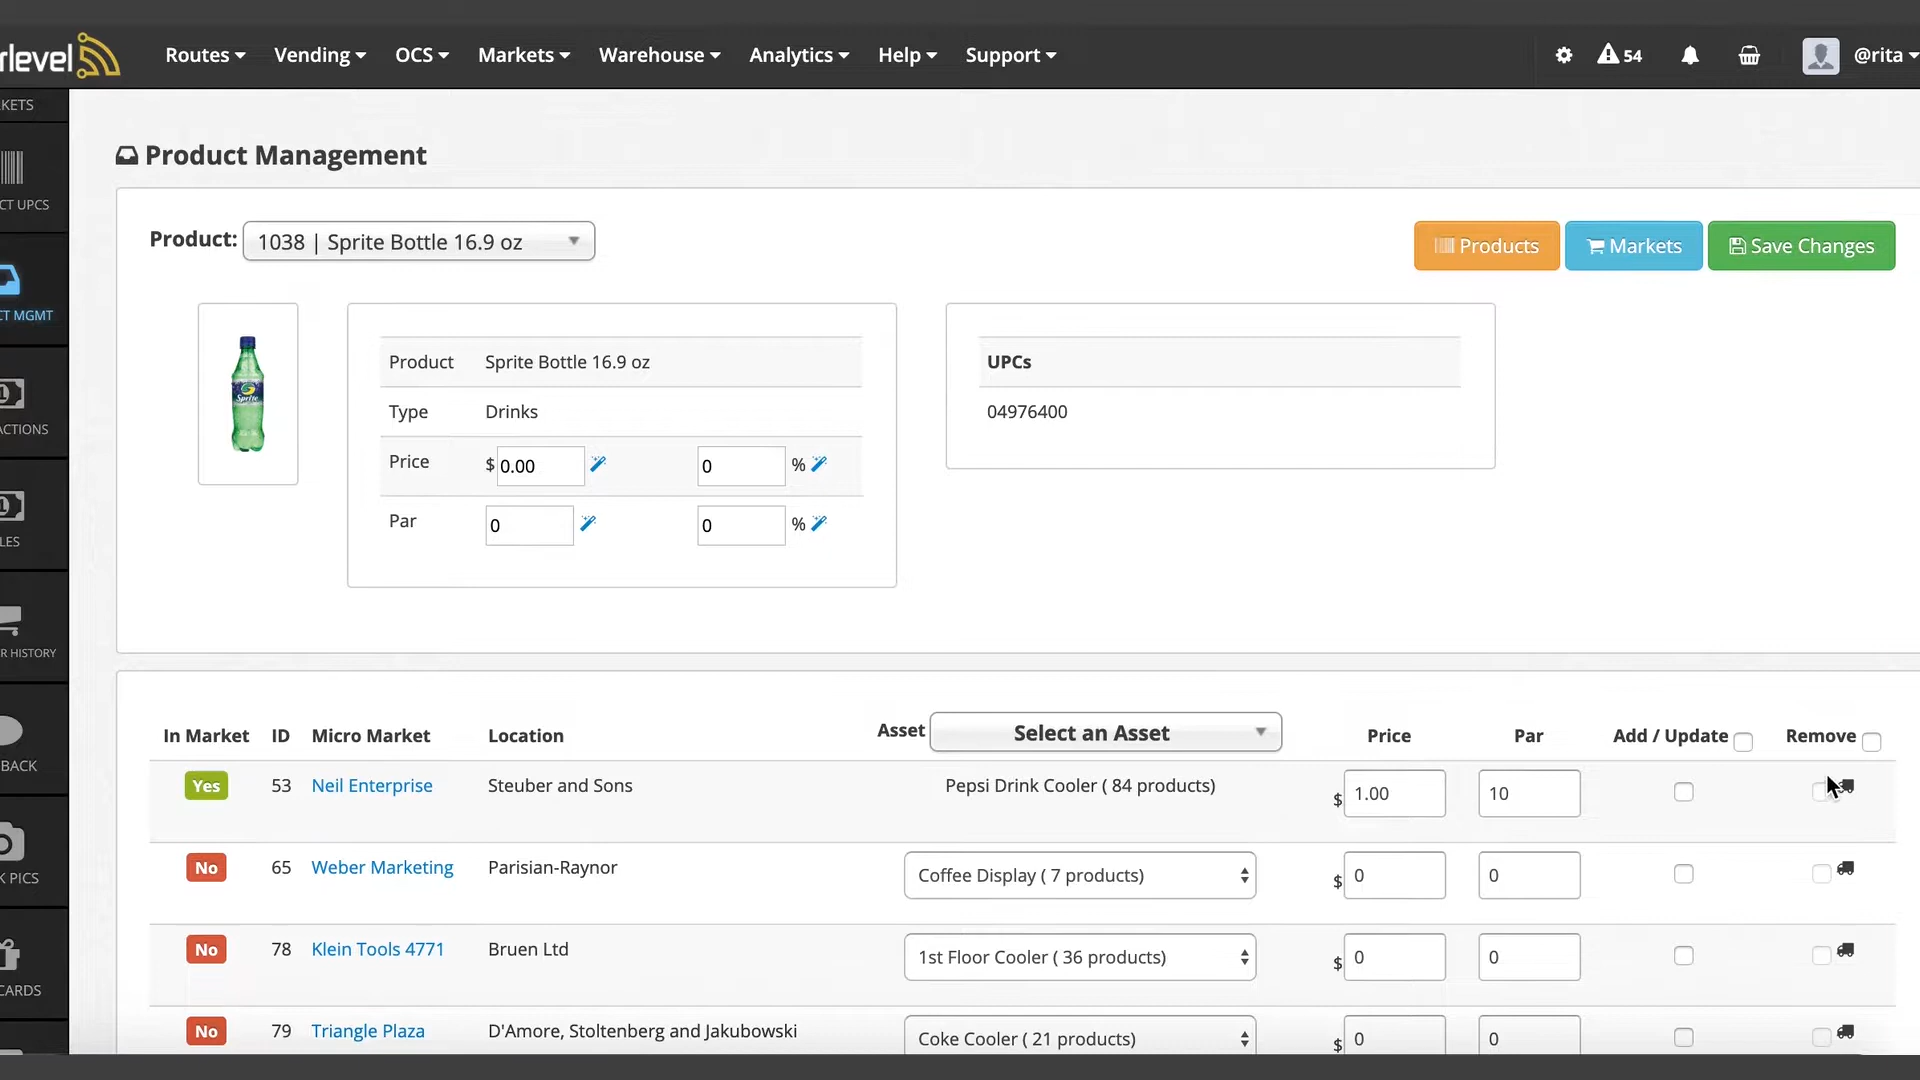 rlevel Routes Vending OCS Markets Warehouse Analytics Help Support 54 @rita
KETS
CT UPCS
CT MGMT
ACTIONS
LES
R HISTORY
BACK
K PICS
CARDS
Product Management
Product: 1038 | Sprite Bottle 16.9 oz Products Markets Save Changes
Sprite
Product Sprite Bottle 16.9 oz
Type Drinks
Price $ 0.00 0 %
Par 0 0 %
UPCs
04976400
In Market ID Micro Market Location Asset Select an Asset Price Par Add / Update Remove
Yes 53 Neil Enterprise Steuber and Sons Pepsi Drink Cooler ( 84 products) $ 1.00 10
No 65 Weber Marketing Parisian-Raynor Coffee Display ( 7 products) $ 0 0
No 78 Klein Tools 4771 Bruen Ltd 1st Floor Cooler ( 36 products) $ 0 0
No 79 Triangle Plaza D'Amore, Stoltenberg and Jakubowski Coke Cooler ( 21 products) $ 0 0